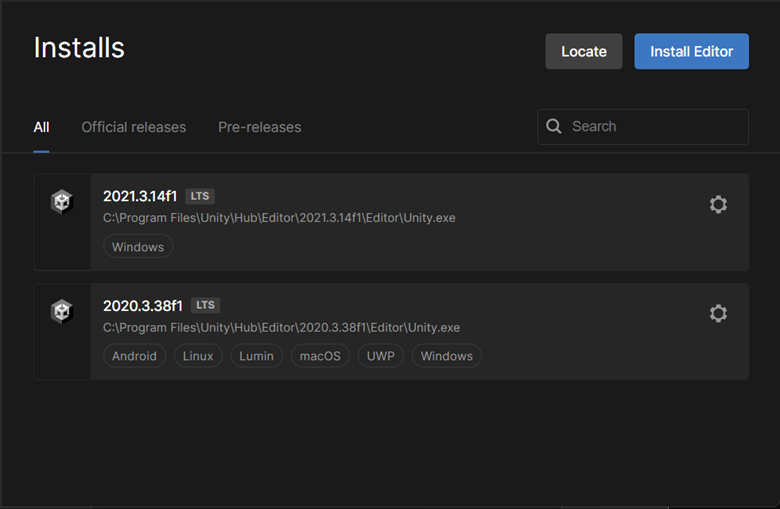 Installs
Locate
Install Editor
All
Official releases
Pre-releases
Search
2021.3.14f1 LTS
C:\Program Files\Unity\Hub\Editor\2021.3.14f1\Editor\Unity.exe
Windows
2020.3.38f1 LTS
C:\Program Files\Unity\Hub\Editor\2020.3.38f1\Editor\Unity.exe
Android Linux Lumin macOS UWP Windows